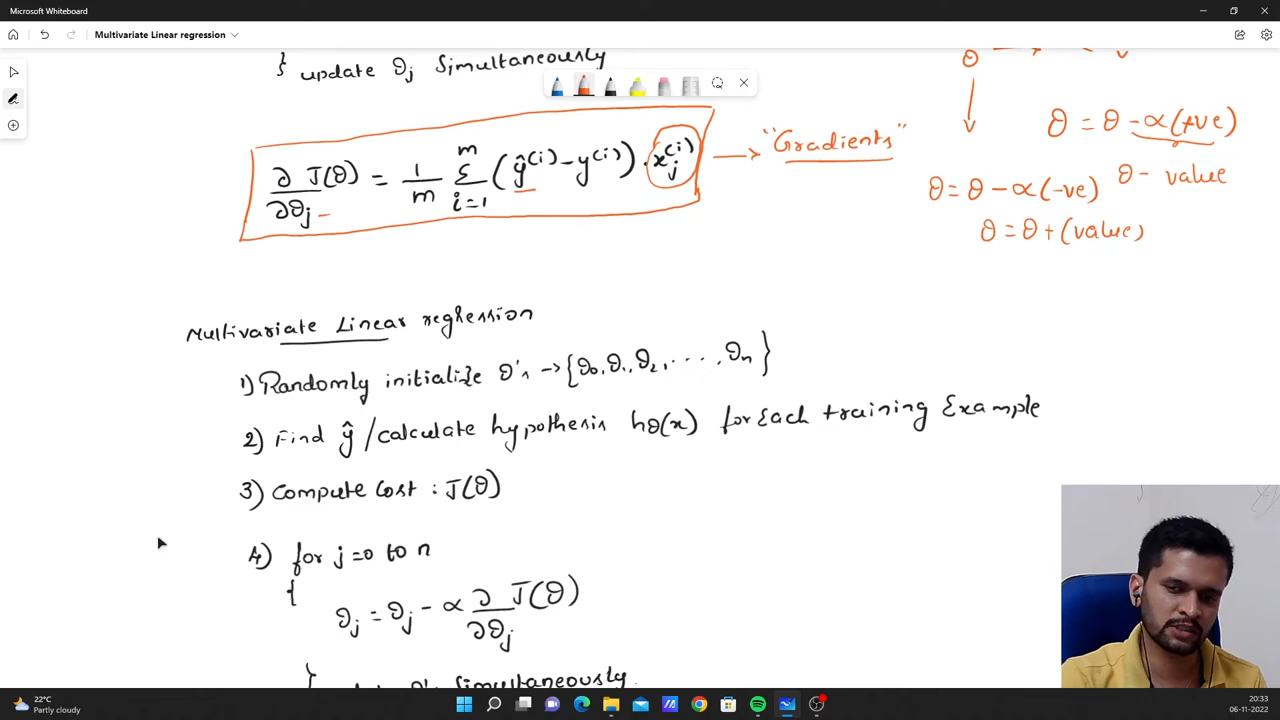 Microsoft Whiteboard
Multivariate Linear regression
} update θj Simultaneously
∂/∂θj J(θ) = 1/m Σ_{i=1}^{m} (ŷ^(i) - y^(i)) · x_j^(i) → "Gradients"
θ
θ = θ - α(+ve)
θ - value
θ = θ - α(-ve)
θ = θ + (value)
Multivariate Linear regression
1) Randomly initialize θ's → {θ0, θ1, θ2, ...., θn}
2) Find ŷ / calculate hypothesis hθ(x) for Each training Example
3) Compute Cost : J(θ)
4) for j=0 to n
{
θj = θj - α ∂/∂θj J(θ)
} Simultaneously.
22°C
Partly cloudy
20:33
06-11-2022